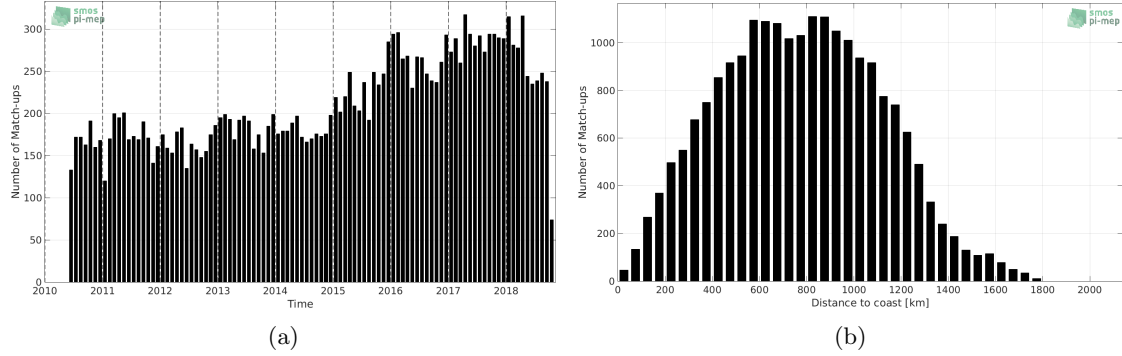 smos
pi-mep
Number of Match-ups
300
250
200
150
100
50
0
2010 2011 2012 2013 2014 2015 2016 2017 2018
Time
(a)
smos
pi-mep
Number of Match-ups
1000
800
600
400
200
0
0 200 400 600 800 1000 1200 1400 1600 1800 2000
Distance to coast [km]
(b)